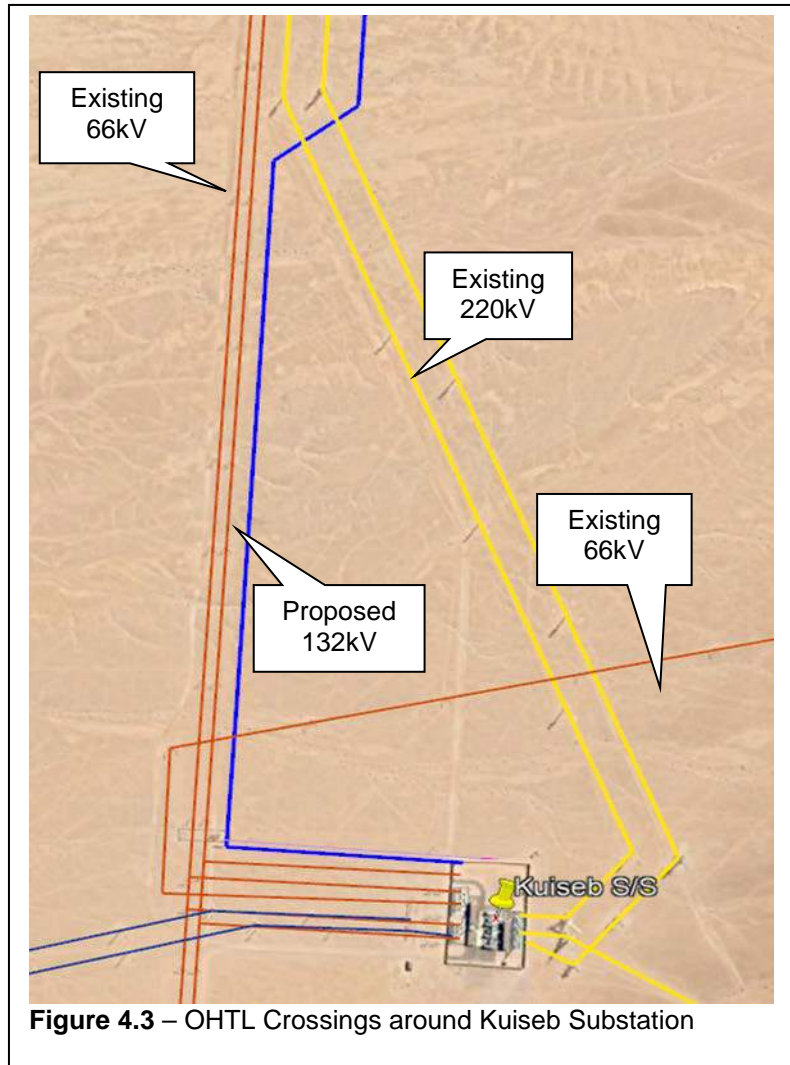 Existing
66kV
Existing
220kV
Existing
66kV
Proposed
132kV
Kuiseb S/S
Figure 4.3 – OHTL Crossings around Kuiseb Substation